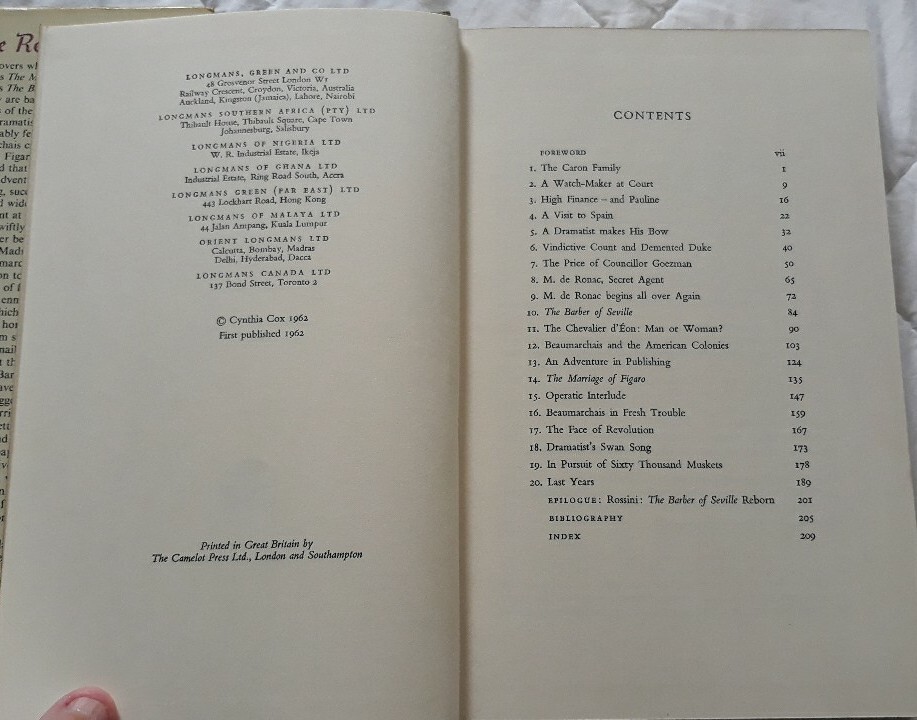 LONGMANS, GREEN AND CO LTD
48 Grosvenor Street London W1
Railway Crescent, Croydon, Victoria, Australia
Auckland, Kingston (Jamaica), Lahore, Nairobi
LONGMANS SOUTHERN AFRICA (PTY) LTD
Thibault House, Thibault Square, Cape Town
Johannesburg, Salisbury
LONGMANS OF NIGERIA LTD
W. R. Industrial Estate, Ikeja
LONGMANS OF GHANA LTD
Industrial Estate, Ring Road South, Accra
LONGMANS GREEN (FAR EAST) LTD
443 Lockhart Road, Hong Kong
LONGMANS OF MALAYA LTD
44 Jalan Ampang, Kuala Lumpur
ORIENT LONGMANS LTD
Calcutta, Bombay, Madras
Delhi, Hyderabad, Dacca
LONGMANS CANADA LTD
137 Bond Street, Toronto 2
© Cynthia Cox 1962
First published 1962
Printed in Great Britain by
The Camelot Press Ltd., London and Southampton
CONTENTS
FOREWORD vii
1. The Caron Family 1
2. A Watch-Maker at Court 9
3. High Finance – and Pauline 16
4. A Visit to Spain 22
5. A Dramatist makes His Bow 32
6. Vindictive Count and Demented Duke 40
7. The Price of Councillor Goezman 50
8. M. de Ronac, Secret Agent 65
9. M. de Ronac begins all over Again 72
10. The Barber of Seville 84
11. The Chevalier d'Éon: Man or Woman? 90
12. Beaumarchais and the American Colonies 103
13. An Adventure in Publishing 124
14. The Marriage of Figaro 135
15. Operatic Interlude 147
16. Beaumarchais in Fresh Trouble 159
17. The Face of Revolution 167
18. Dramatist's Swan Song 173
19. In Pursuit of Sixty Thousand Muskets 178
20. Last Years 189
EPILOGUE: Rossini: The Barber of Seville Reborn 201
BIBLIOGRAPHY 205
INDEX 209